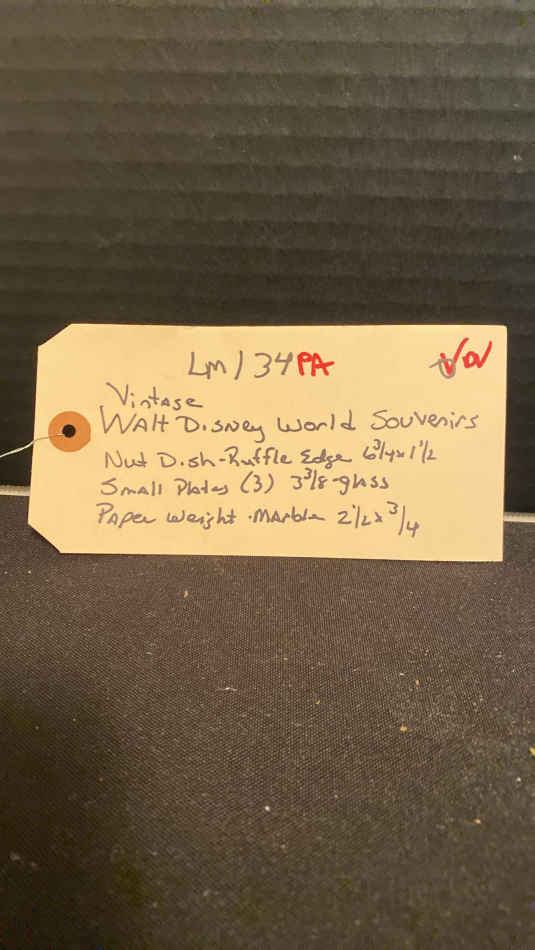 LM134PA
Vintage
Walt Disney World Souvenirs
Nut Dish-Ruffle Edge 6 3/4 x 1 1/2
Small Plates (3) 3 3/8 glass
Paper Weight - Marble 2 1/2 x 3/4